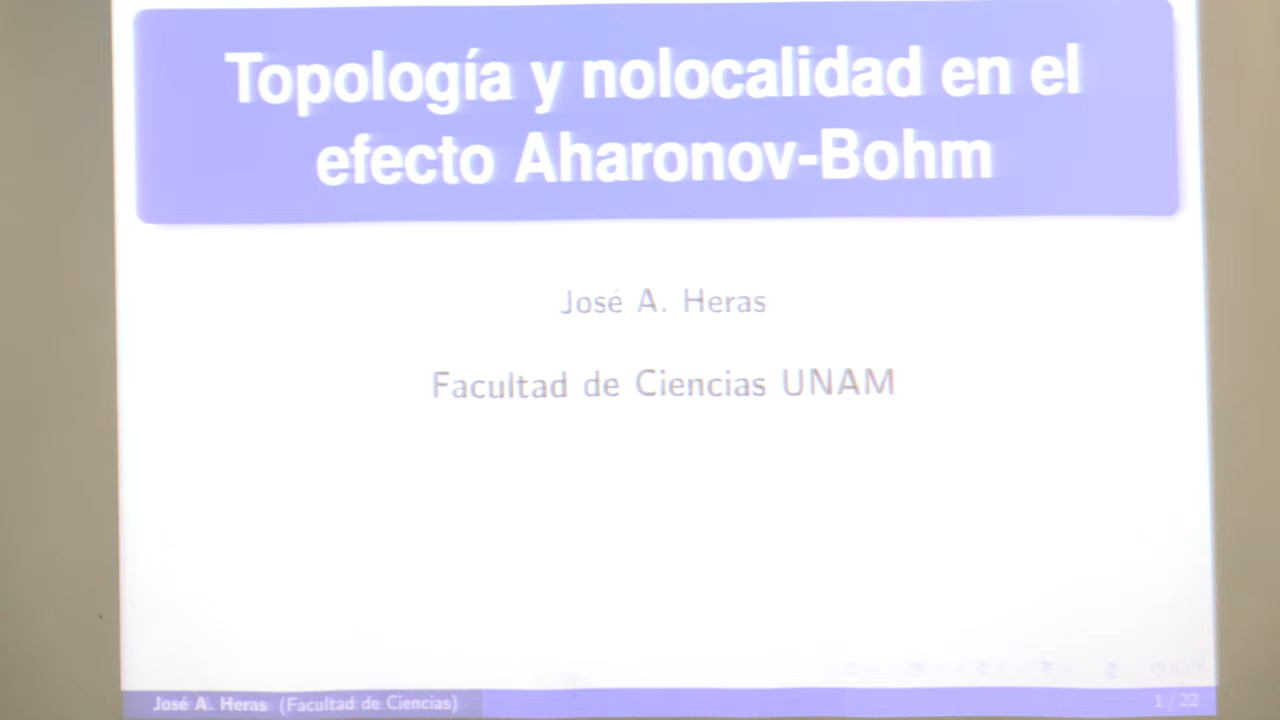 Topología y nolocalidad en el
efecto Aharonov-Bohm
José A. Heras
Facultad de Ciencias UNAM
José A. Heras (Facultad de Ciencias)
1 / 22